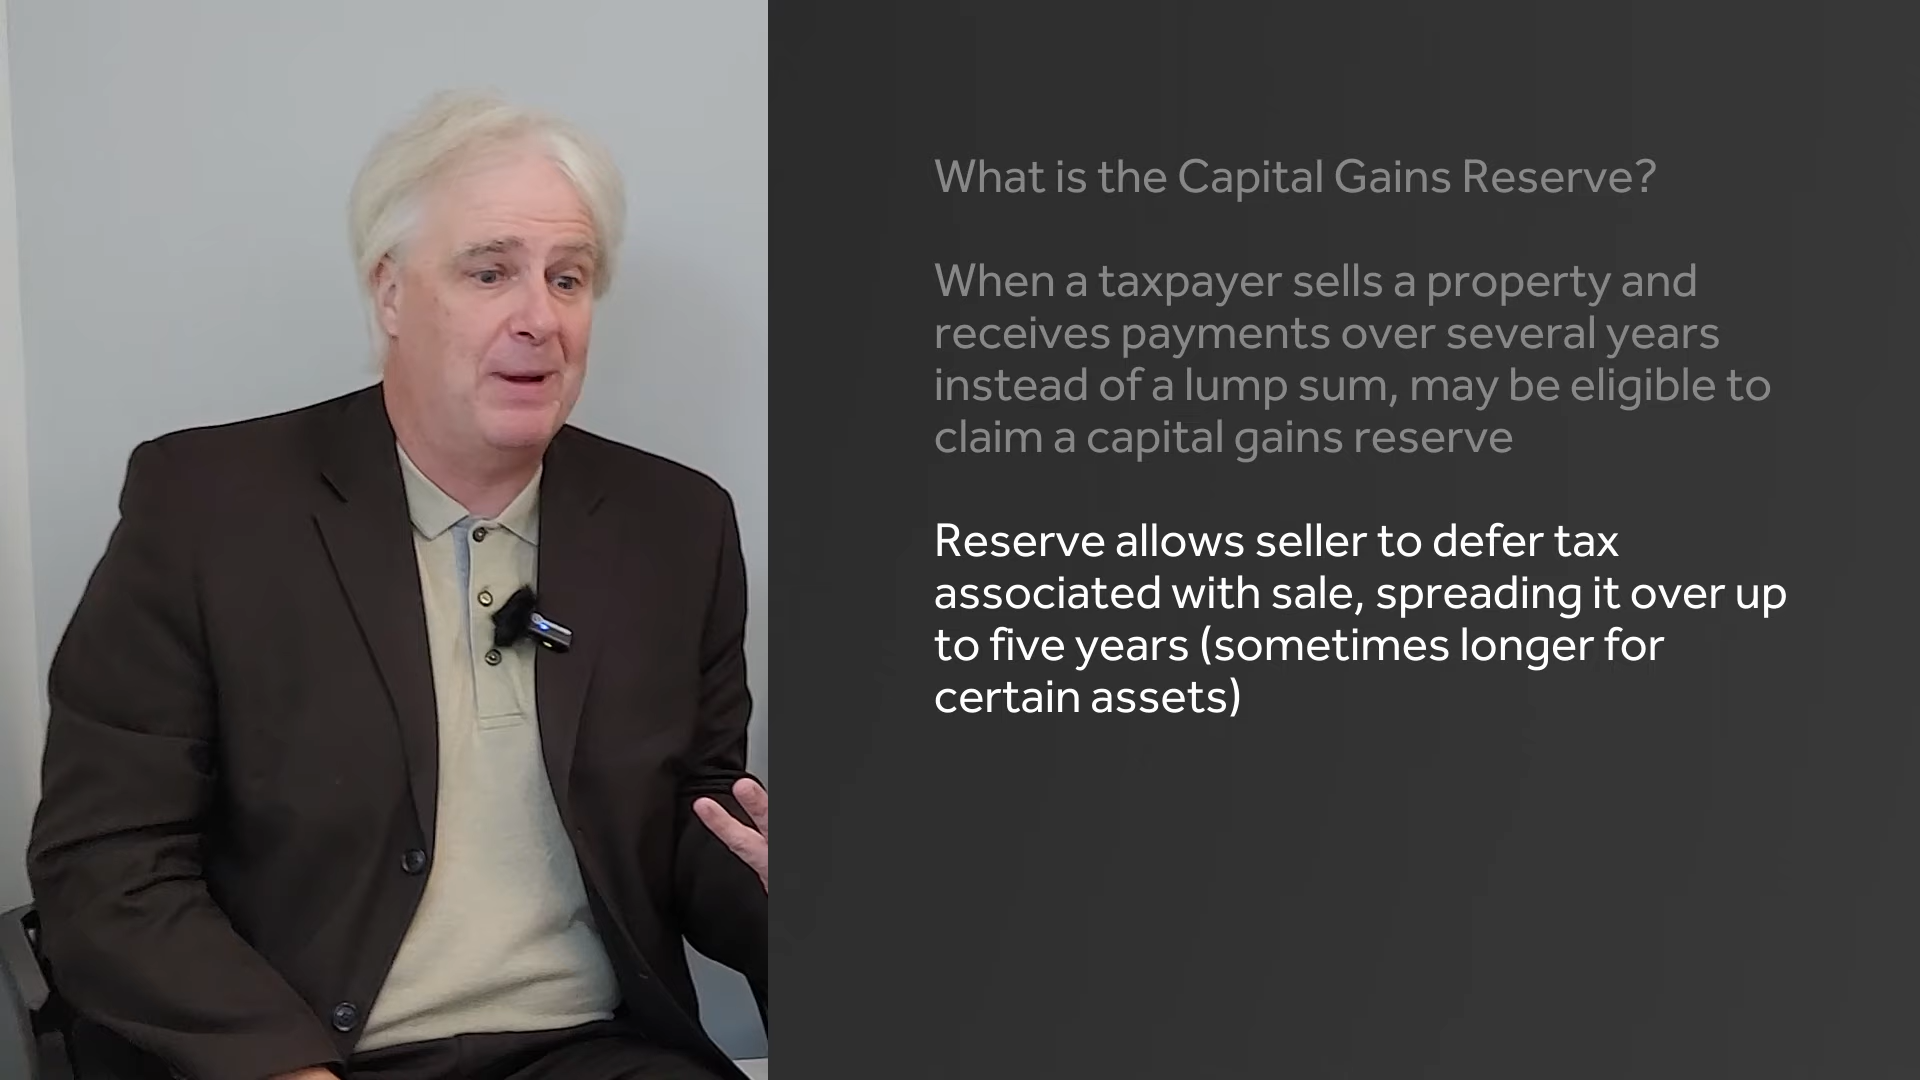 What is the Capital Gains Reserve?
When a taxpayer sells a property and
receives payments over several years
instead of a lump sum, may be eligible to
claim a capital gains reserve
Reserve allows seller to defer tax
associated with sale, spreading it over up
to five years (sometimes longer for
certain assets)